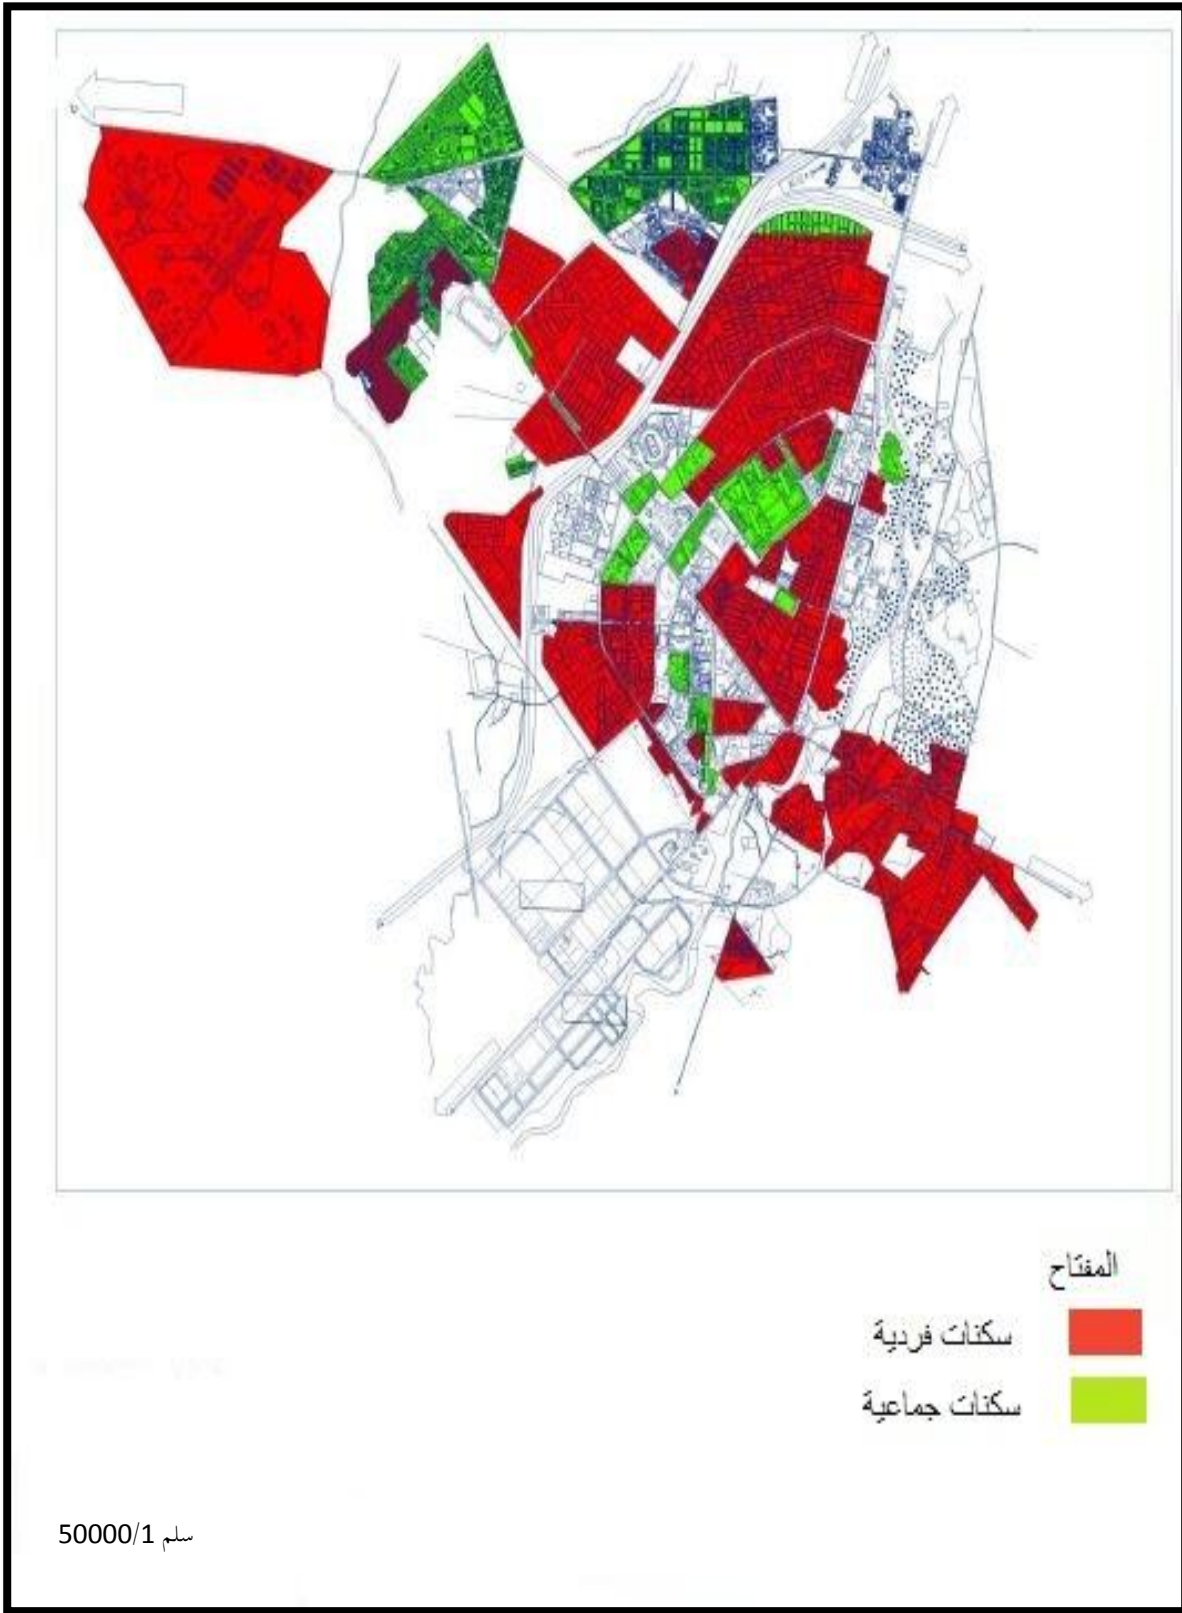 المفتاح
سكنات فردية
سكنات جماعية
سلم 50000/1